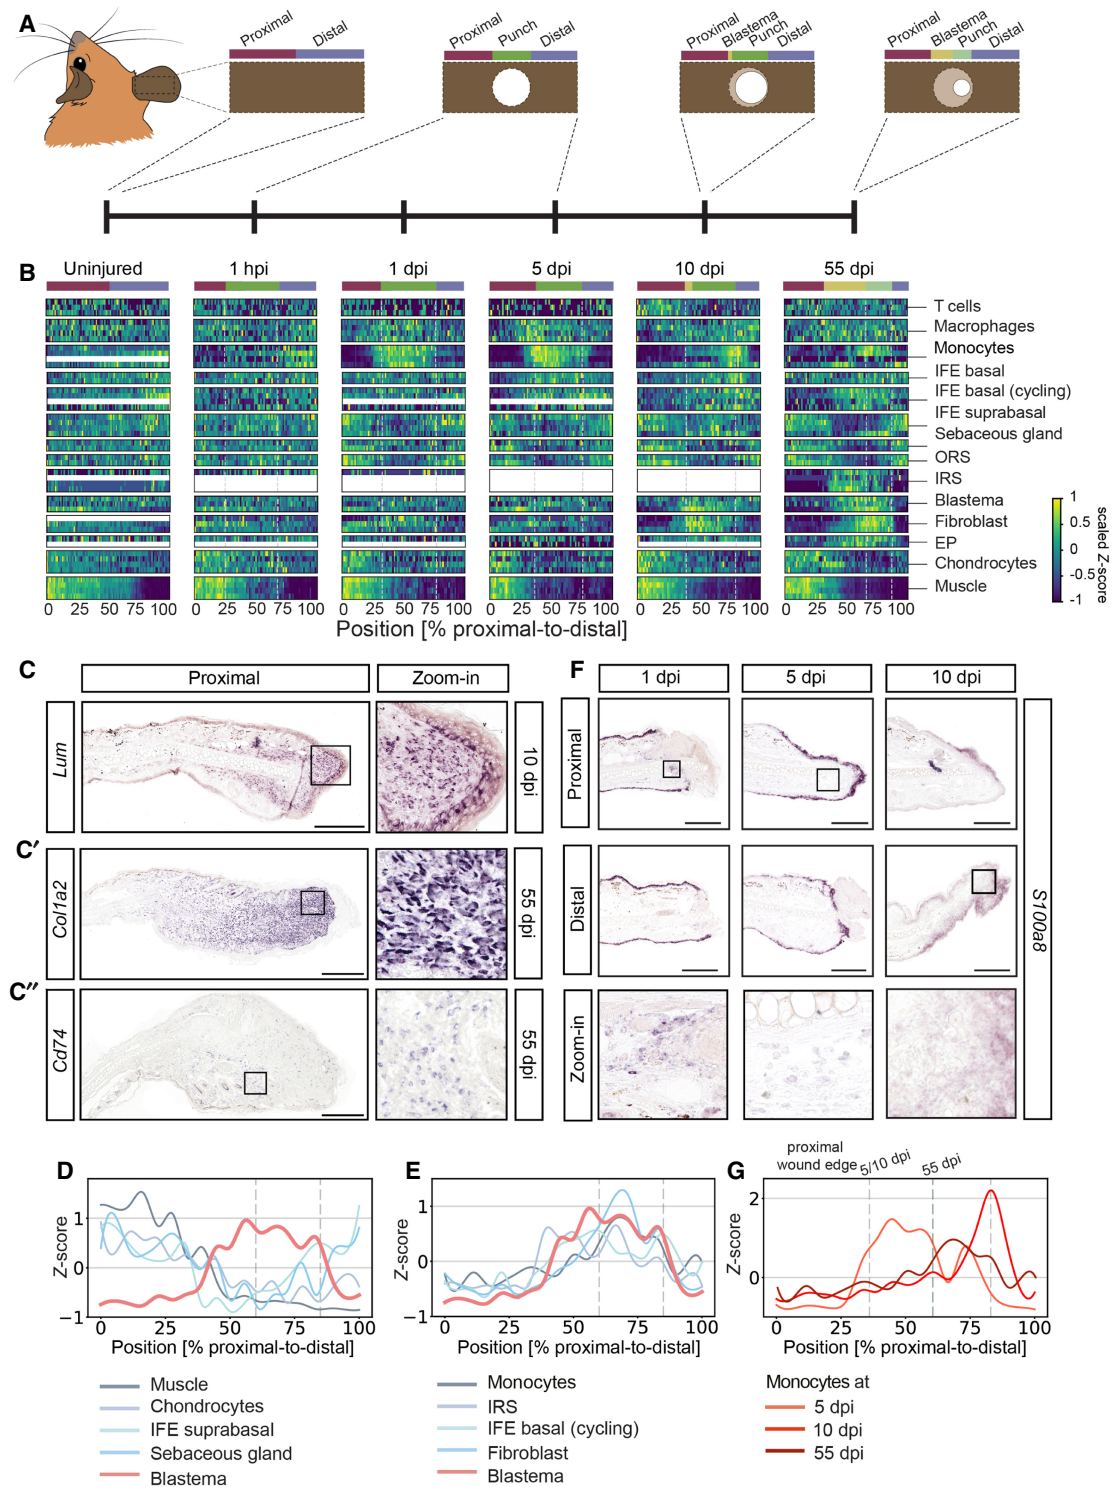 A
Proximal Distal
Proximal Punch Distal
Proximal Blastema Punch Distal
Proximal Blastema Punch Distal
B
Uninjured 1 hpi 1 dpi 5 dpi 10 dpi 55 dpi
T cells
Macrophages
Monocytes
IFE basal
IFE basal (cycling)
IFE suprabasal
Sebaceous gland
ORS
IRS
Blastema
Fibroblast
EP
Chondrocytes
Muscle
1
0.5
0
-0.5
-1
scaled Z-score
0 25 50 75 100 0 25 50 75 100 0 25 50 75 100 0 25 50 75 100 0 25 50 75 100 0 25 50 75 100
Position [% proximal-to-distal]
C
Proximal Zoom-in
Lum
10 dpi
C′
Col1a2
55 dpi
C″
Cd74
55 dpi
F
1 dpi 5 dpi 10 dpi
Proximal
Distal
Zoom-in
S100a8
D
Z-score
1
0
−1
0 25 50 75 100
Position [% proximal-to-distal]
Muscle
Chondrocytes
IFE suprabasal
Sebaceous gland
Blastema
E
Z-score
1
0
−1
0 25 50 75 100
Position [% proximal-to-distal]
Monocytes
IRS
IFE basal (cycling)
Fibroblast
Blastema
G
proximal
wound edge
5/10 dpi
55 dpi
Z-score
2
0
0 25 50 75 100
Position [% proximal-to-distal]
Monocytes at
5 dpi
10 dpi
55 dpi